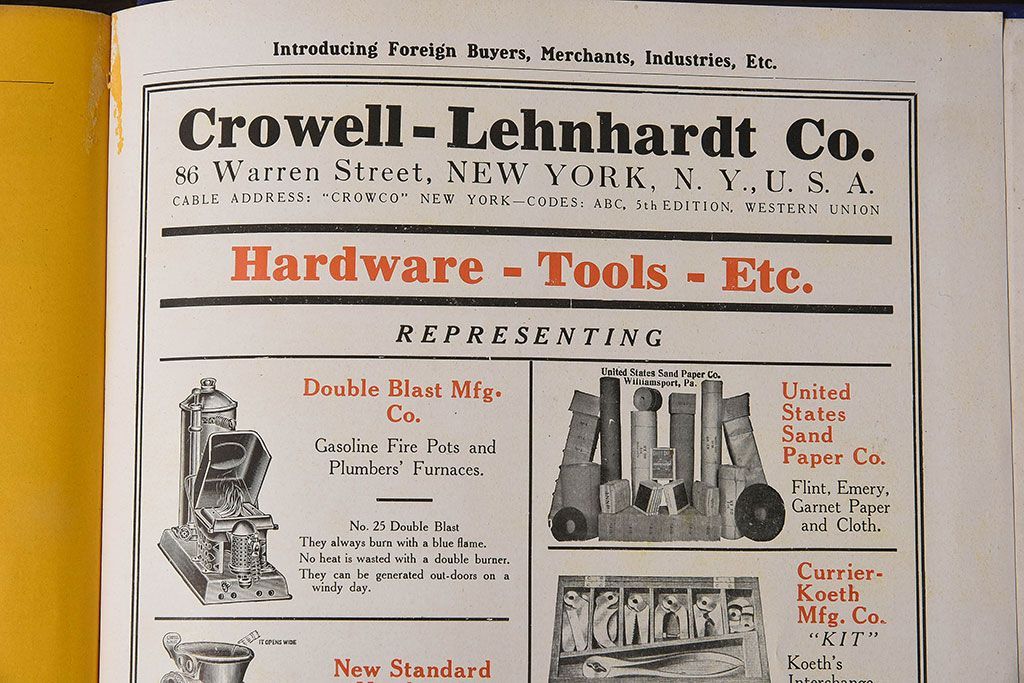 Introducing Foreign Buyers, Merchants, Industries, Etc.
Crowell-Lehnhardt Co.
86 Warren Street, NEW YORK, N. Y., U. S. A.
CABLE ADDRESS: "CROWCO" NEW YORK—CODES: ABC, 5th EDITION, WESTERN UNION
Hardware - Tools - Etc.
REPRESENTING
Double Blast Mfg.
Co.
Gasoline Fire Pots and
Plumbers' Furnaces.
No. 25 Double Blast
They always burn with a blue flame.
No heat is wasted with a double burner.
They can be generated out-doors on a
windy day.
IT OPENS WIDE
New Standard
United States Sand Paper Co.
Williamsport, Pa.
United
States
Sand
Paper Co.
Flint, Emery,
Garnet Paper
and Cloth.
Currier-
Koeth
Mfg. Co.
"KIT"
Koeth's
Interchange